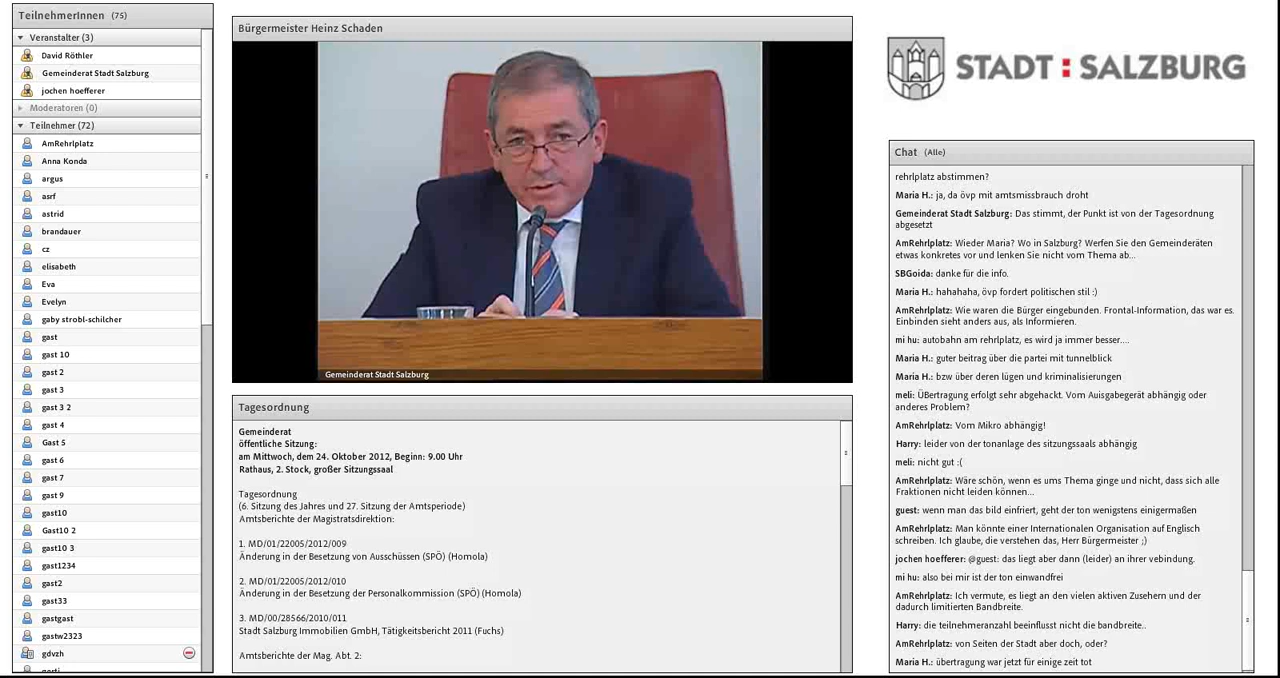 TeilnehmerInnen (75)
Veranstalter (3)
David Röthler
Gemeinderat Stadt Salzburg
jochen hoefferer
Moderatoren (0)
Teilnehmer (72)
AmRehrlplatz
Anna Konda
argus
asrf
astrid
brandauer
cz
elisabeth
Eva
Evelyn
gaby strobl-schilcher
gast
gast 10
gast 2
gast 3
gast 3 2
gast 4
Gast 5
gast 6
gast 7
gast 9
gast10
Gast10 2
gast10 3
gast1234
gast2
gast33
gastgast
gastw2323
gdvzh
Bürgermeister Heinz Schaden
Gemeinderat Stadt Salzburg
Tagesordnung
Gemeinderat
öffentliche Sitzung:
am Mittwoch, dem 24. Oktober 2012, Beginn: 9.00 Uhr
Rathaus, 2. Stock, großer Sitzungssaal
Tagesordnung
(6. Sitzung des Jahres und 27. Sitzung der Amtsperiode)
Amtsberichte der Magistratsdirektion:
1. MD/01/22005/2012/009
Änderung in der Besetzung von Ausschüssen (SPÖ) (Homola)
2. MD/01/22005/2012/010
Änderung in der Besetzung der Personalkommission (SPÖ) (Homola)
3. MD/00/28566/2010/011
Stadt Salzburg Immobilien GmbH, Tätigkeitsbericht 2011 (Fuchs)
Amtsberichte der Mag. Abt. 2:
STADT : SALZBURG
Chat (Alle)
rehrlplatz abstimmen?
Maria H.: ja, da övp mit amtsmissbrauch droht
Gemeinderat Stadt Salzburg: Das stimmt, der Punkt ist von der Tagesordnung
abgesetzt
AmRehrlplatz: Wieder Maria? Wo in Salzburg? Werfen Sie den Gemeinderäten
etwas konkretes vor und lenken Sie nicht vom Thema ab...
SBGoida: danke für die info.
Maria H.: hahahaha, övp fordert politischen stil :)
AmRehrlplatz: Wie waren die Bürger eingebunden. Frontal-Information, das war es.
Einbinden sieht anders aus, als Informieren.
mi hu: autobahn am rehrlplatz, es wird ja immer besser....
Maria H.: guter beitrag über die partei mit tunnelblick
Maria H.: bzw über deren lügen und kriminalisierungen
meli: ÜBertragung erfolgt sehr abgehackt. Vom Auisgabegerät abhängig oder
anderes Problem?
AmRehrlplatz: Vom Mikro abhängig!
Harry: leider von der tonanlage des sitzungssaals abhängig
meli: nicht gut :(
AmRehrlplatz: Wäre schön, wenn es ums Thema ginge und nicht, dass sich alle
Fraktionen nicht leiden können...
guest: wenn man das bild einfriert, geht der ton wenigstens einigermaßen
AmRehrlplatz: Man könnte einer Internationalen Organisation auf Englisch
schreiben. Ich glaube, die verstehen das, Herr Bürgermeister ;)
jochen hoefferer: @guest: das liegt aber dann (leider) an ihrer vebindung.
mi hu: also bei mir ist der ton einwandfrei
AmRehrlplatz: Ich vermute, es liegt an den vielen aktiven Zusehern und der
dadurch limitierten Bandbreite.
Harry: die teilnehmeranzahl beeinflusst nicht die bandbreite..
AmRehrlplatz: von Seiten der Stadt aber doch, oder?
Maria H.: übertragung war jetzt für einige zeit tot